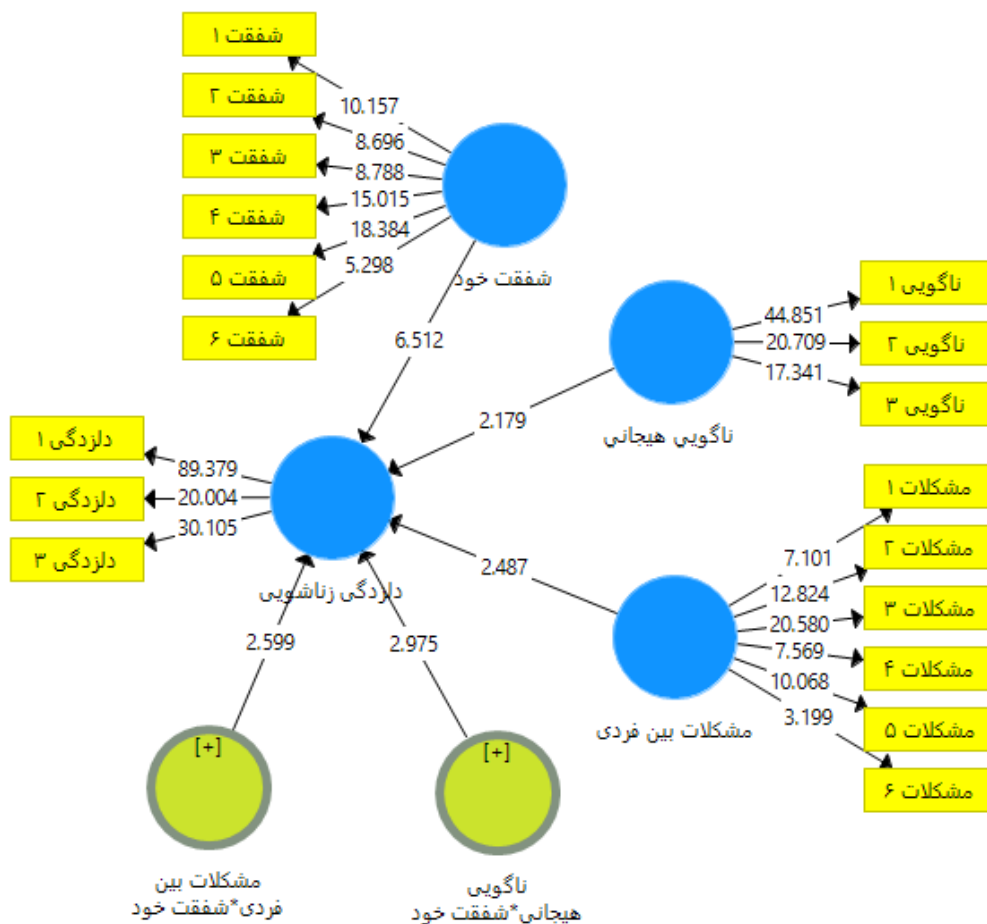 شفقت ۱
شفقت ۲
شفقت ۳
شفقت ۴
شفقت ۵
شفقت ۶
10.157
8.696
8.788
15.015
18.384
5.298
شفقت خود
6.512
ناگویی ۱
ناگویی ۲
ناگویی ۳
44.851
20.709
17.341
ناگويي هيجاني
2.179
دلزدگی ۱
دلزدگی ۲
دلزدگی ۳
89.379
20.004
30.105
دلزدگی زناشویی
2.487
مشکلات ۱
مشکلات ۲
مشکلات ۳
مشکلات ۴
مشکلات ۵
مشکلات ۶
7.101
12.824
20.580
7.569
10.068
3.199
مشکلات بین فردی
2.599
2.975
[+]
[+]
مشکلات بین
فردی*شفقت خود
ناگویی
هیجانی*شفقت خود